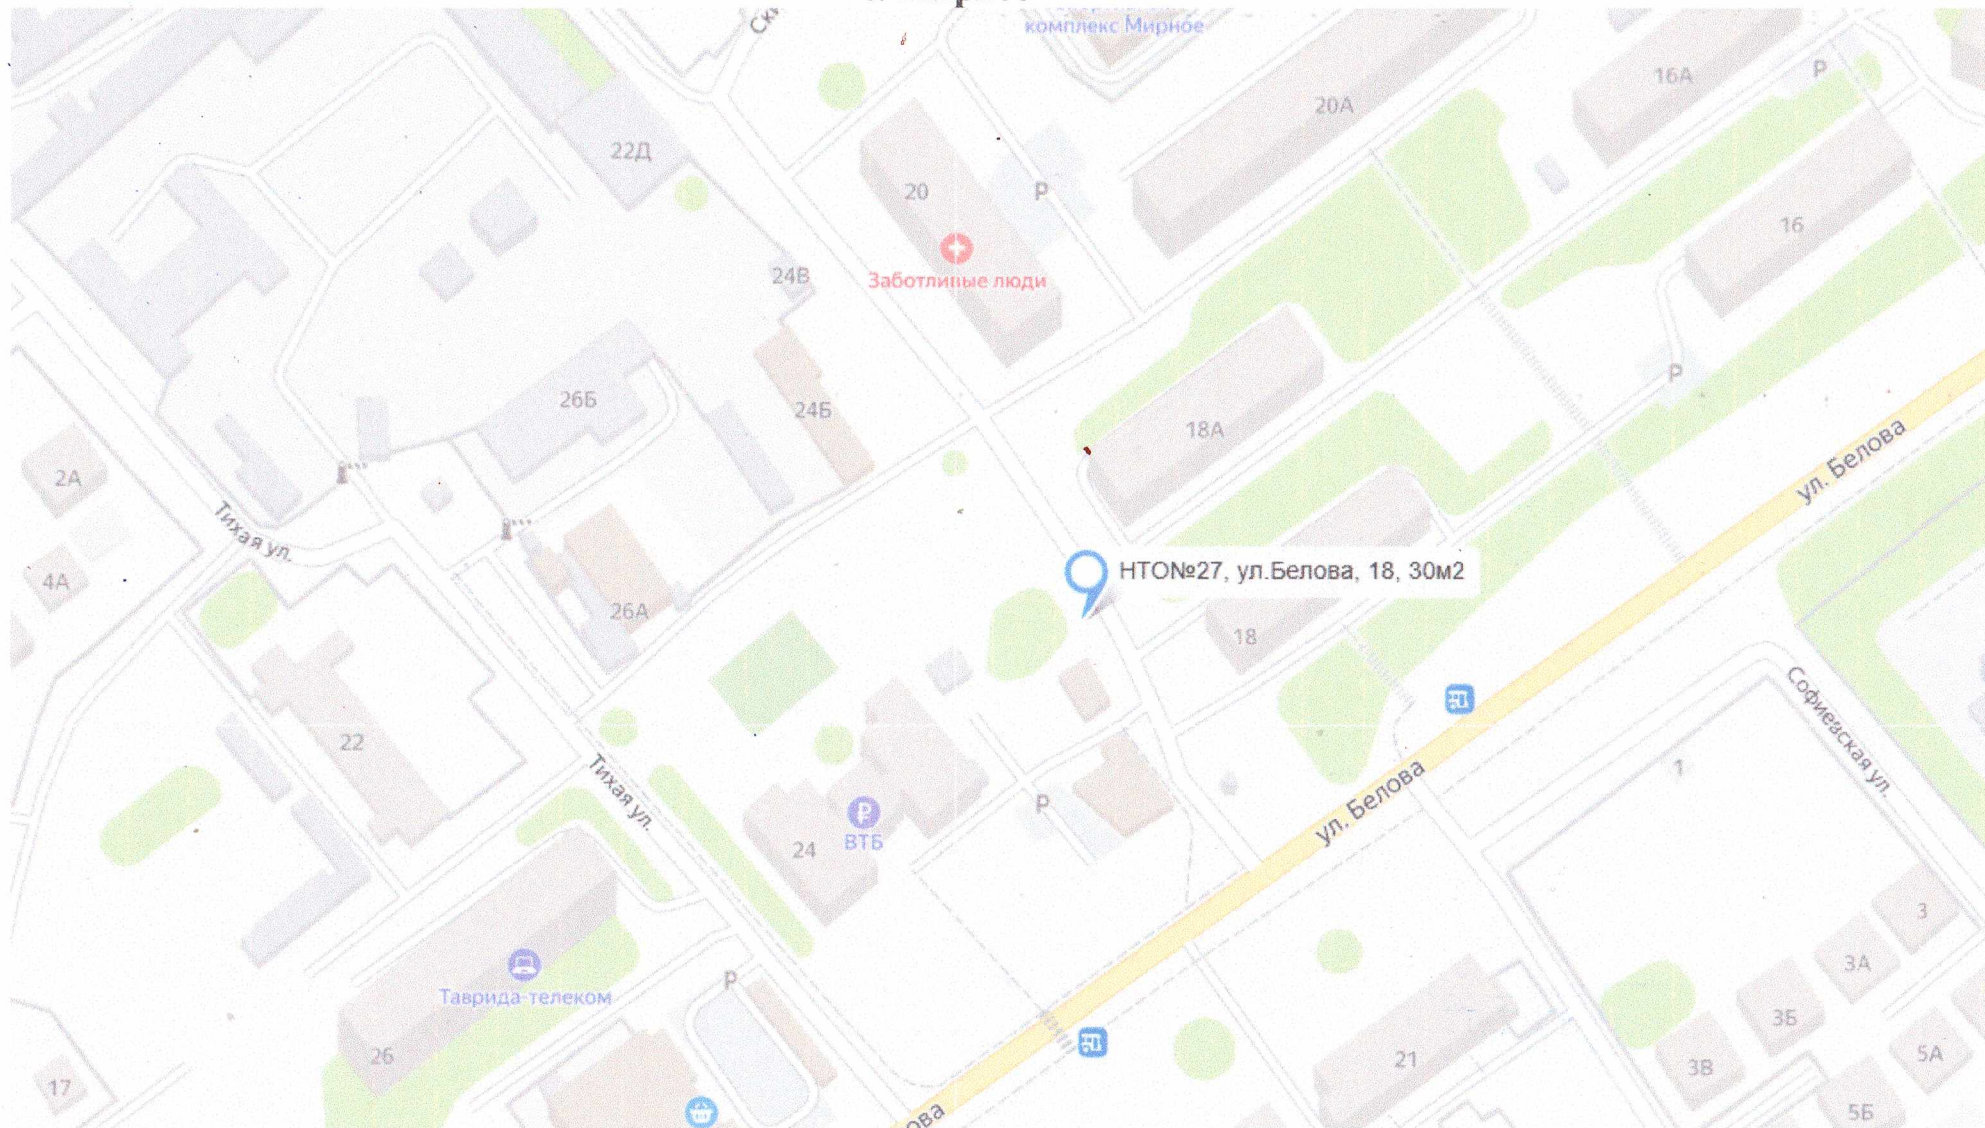 комплекс Мирное
Ски
16А
Р
20А
22Д
20
Р
16
24В
Заботливые люди
Р
26Б
24Б
18А
ул. Белова
2А
Тихая ул.
4А
НТО№27, ул.Белова, 18, 30м2
26А
18
Софиевская ул.
22
1
Тихая ул.
ул. Белова
Р
ВТБ
24
3
3А
Р
Таврида-телеком
3Б
26
21
5А
3В
17
5Б
ова